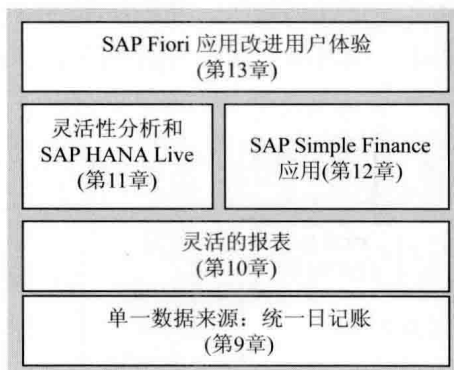 SAP Fiori 应用改进用户体验
(第13章)
灵活性分析和
SAP HANA Live
(第11章)
SAP Simple Finance
应用(第12章)
灵活的报表
(第10章)
单一数据来源：统一日记账
(第9章)